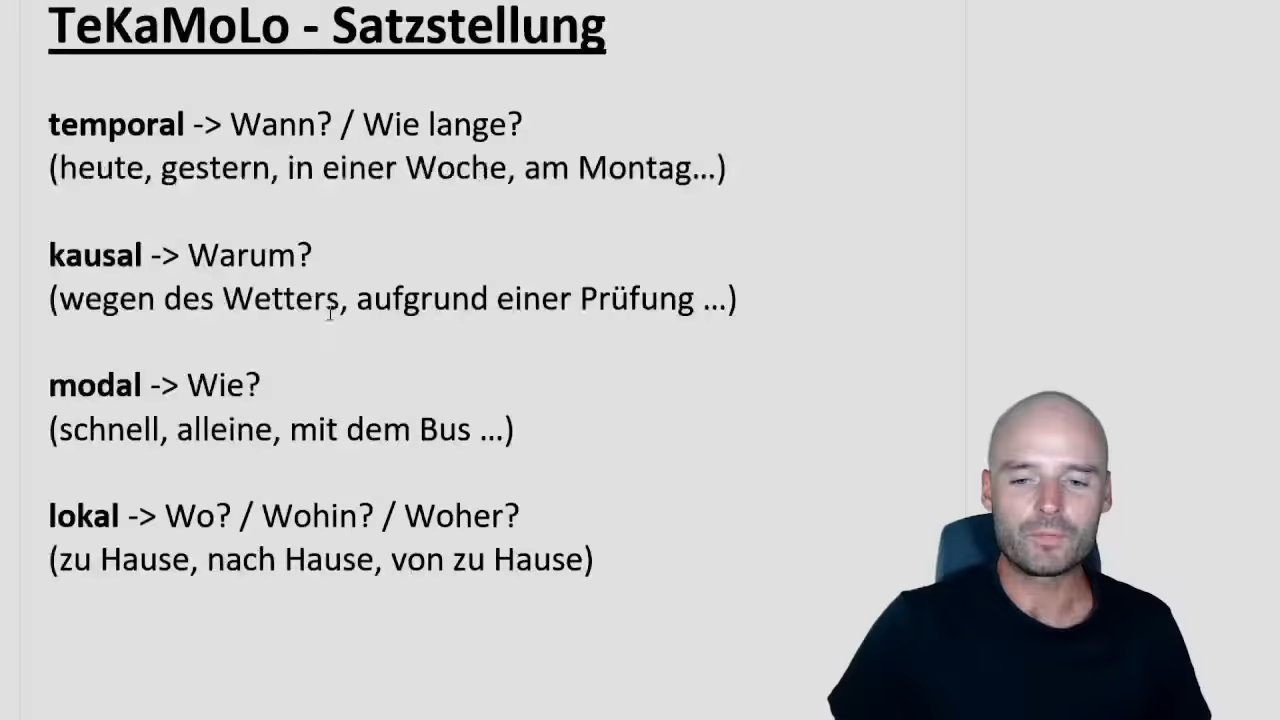 TeKaMoLo - Satzstellung
temporal -> Wann? / Wie lange?
(heute, gestern, in einer Woche, am Montag...)
kausal -> Warum?
(wegen des Wetters, aufgrund einer Prüfung ...)
modal -> Wie?
(schnell, alleine, mit dem Bus ...)
lokal -> Wo? / Wohin? / Woher?
(zu Hause, nach Hause, von zu Hause)